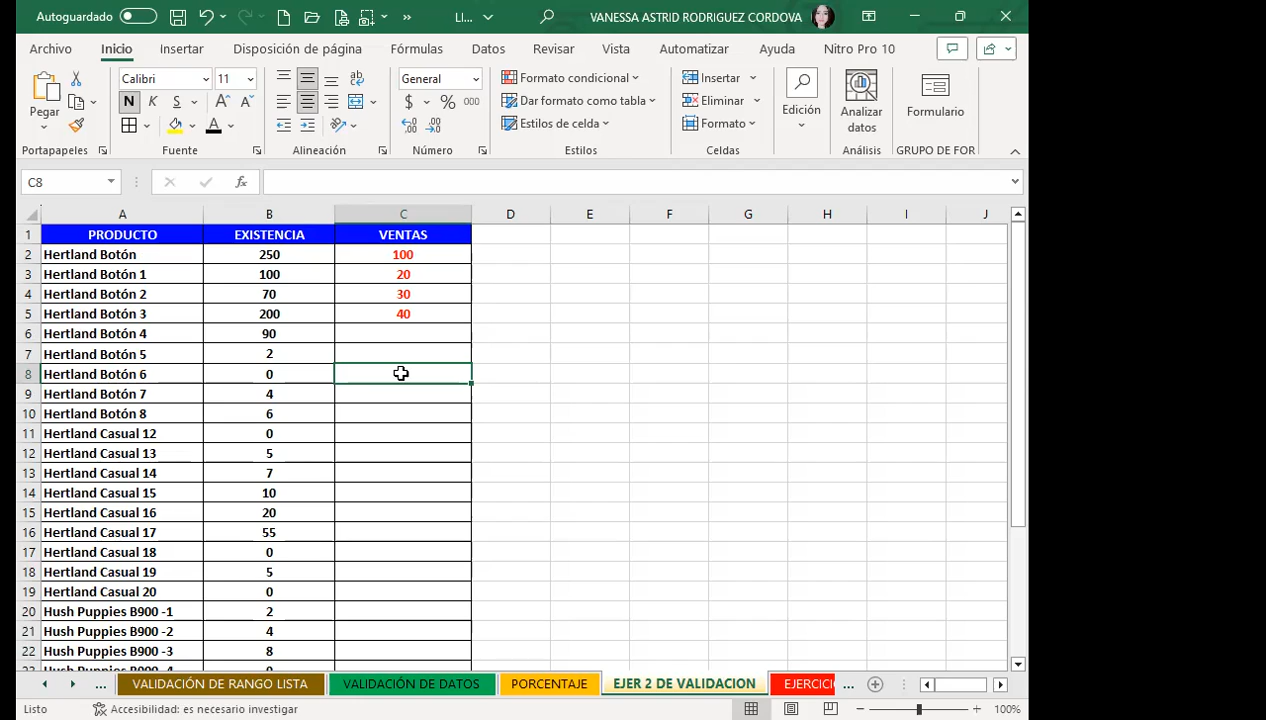 Autoguardado
LI...
VANESSA ASTRID RODRIGUEZ CORDOVA
Archivo Inicio Insertar Disposición de página Fórmulas Datos Revisar Vista Automatizar Ayuda Nitro Pro 10
Pegar
Calibri 11
N K S A A
A
ab c
General
$ % 000
Formato condicional
Dar formato como tabla
Estilos de celda
Insertar
Eliminar
Formato
Edición
Analizar datos
Formulario
Portapapeles Fuente Alineación Número Estilos Celdas Análisis GRUPO DE FOR
C8 fx
A B C D E F G H I J
1 PRODUCTO EXISTENCIA VENTAS
2 Hertland Botón 250 100
3 Hertland Botón 1 100 20
4 Hertland Botón 2 70 30
5 Hertland Botón 3 200 40
6 Hertland Botón 4 90
7 Hertland Botón 5 2
8 Hertland Botón 6 0
9 Hertland Botón 7 4
10 Hertland Botón 8 6
11 Hertland Casual 12 0
12 Hertland Casual 13 5
13 Hertland Casual 14 7
14 Hertland Casual 15 10
15 Hertland Casual 16 20
16 Hertland Casual 17 55
17 Hertland Casual 18 0
18 Hertland Casual 19 5
19 Hertland Casual 20 0
20 Hush Puppies B900 -1 2
21 Hush Puppies B900 -2 4
22 Hush Puppies B900 -3 8
... VALIDACIÓN DE RANGO LISTA VALIDACIÓN DE DATOS PORCENTAJE EJER 2 DE VALIDACION EJERCICI ...
Listo Accesibilidad: es necesario investigar 100%